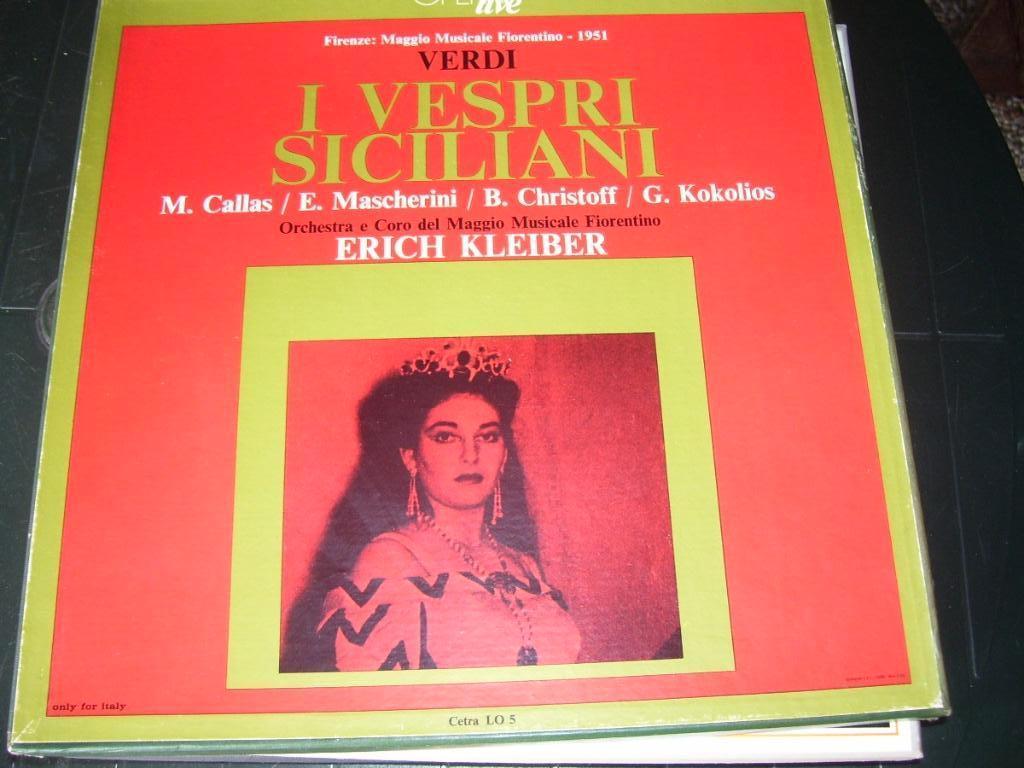 live
Firenze: Maggio Musicale Fiorentino - 1951
VERDI
I VESPRI
SICILIANI
M. Callas / E. Mascherini / B. Christoff / G. Kokolios
Orchestra e Coro del Maggio Musicale Fiorentino
ERICH KLEIBER
only for italy
Cetra LO 5